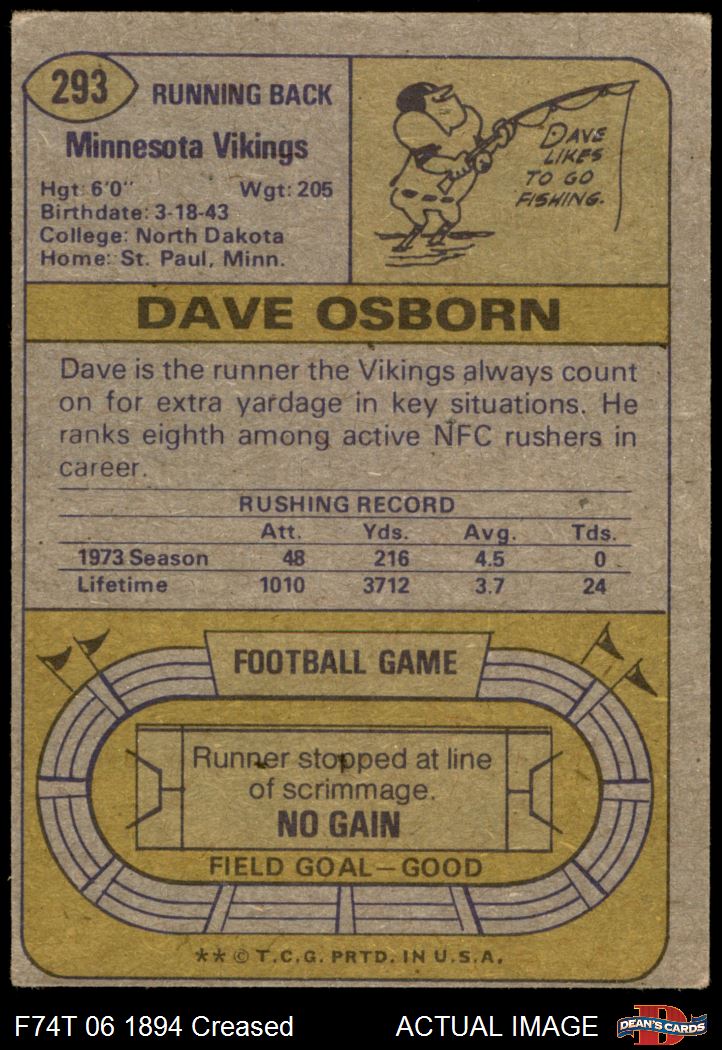 293
RUNNING BACK
Minnesota Vikings
Hgt: 6'0" Wgt: 205
Birthdate: 3-18-43
College: North Dakota
Home: St. Paul, Minn.
DAVE
LIKES
TO GO
FISHING.
DAVE OSBORN
Dave is the runner the Vikings always count
on for extra yardage in key situations. He
ranks eighth among active NFC rushers in
career.
RUSHING RECORD
Att. Yds. Avg. Tds.
1973 Season 48 216 4.5 0
Lifetime 1010 3712 3.7 24
FOOTBALL GAME
Runner stopped at line
of scrimmage.
NO GAIN
FIELD GOAL—GOOD
** © T.C.G. PRTD. IN U.S.A.
F74T 06 1894 Creased ACTUAL IMAGE
DEAN'S CARDS